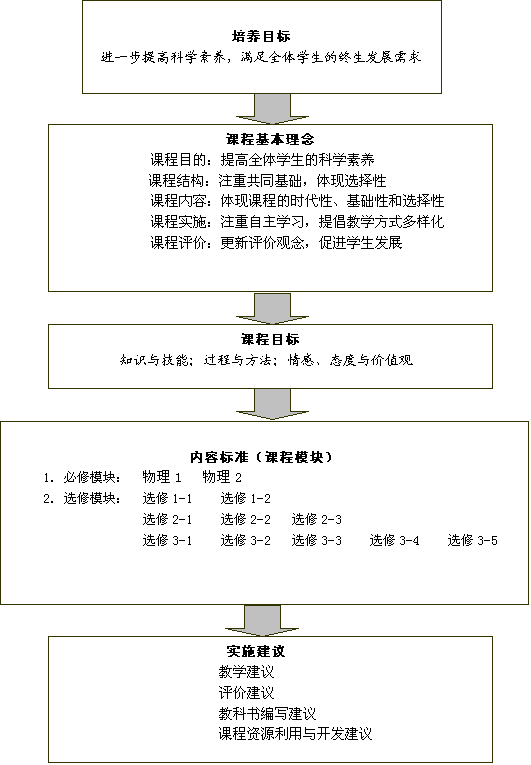 培养目标
进一步提高科学素养，满足全体学生的终生发展需求
课程基本理念
课程目的：提高全体学生的科学素养
课程结构：注重共同基础，体现选择性
课程内容：体现课程的时代性、基础性和选择性
课程实施：注重自主学习，提倡教学方式多样化
课程评价：更新评价观念，促进学生发展
课程目标
知识与技能；过程与方法；情感、态度与价值观
内容标准（课程模块）
1. 必修模块： 物理1 物理2
2. 选修模块： 选修1-1 选修1-2
选修2-1 选修2-2 选修2-3
选修3-1 选修3-2 选修3-3 选修3-4 选修3-5
实施建议
教学建议
评价建议
教科书编写建议
课程资源利用与开发建议